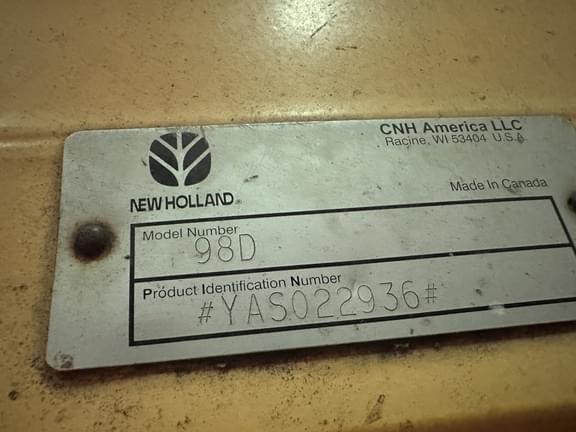 CNH America LLC
Racine, WI 53404 U.S.A.
NEW HOLLAND
Made In Canada
Model Number
98D
Product Identification Number
#YAS022936#